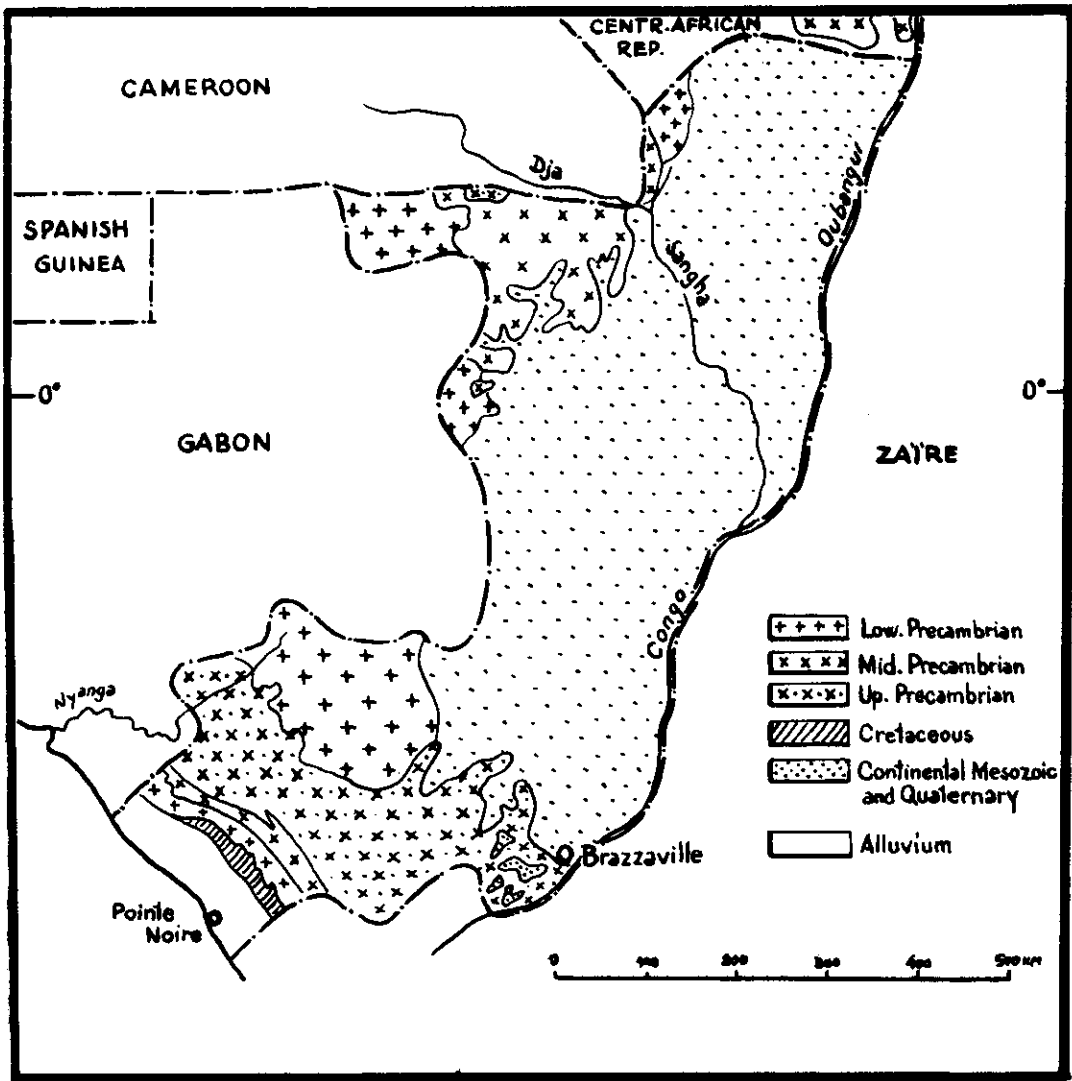 CENTR.AFRICAN
REP.
CAMEROON
Dja
Oubangui
SPANISH
GUINEA
Sangha
0°
0°
GABON
ZAÏRE
Congo
Low. Precambrian
Mid. Precambrian
Nyanga
Up. Precambrian
Cretaceous
Continental Mesozoic
and Quaternary
Alluvium
Brazzaville
Pointe
Noire
0 100 200 300 400 500 KM